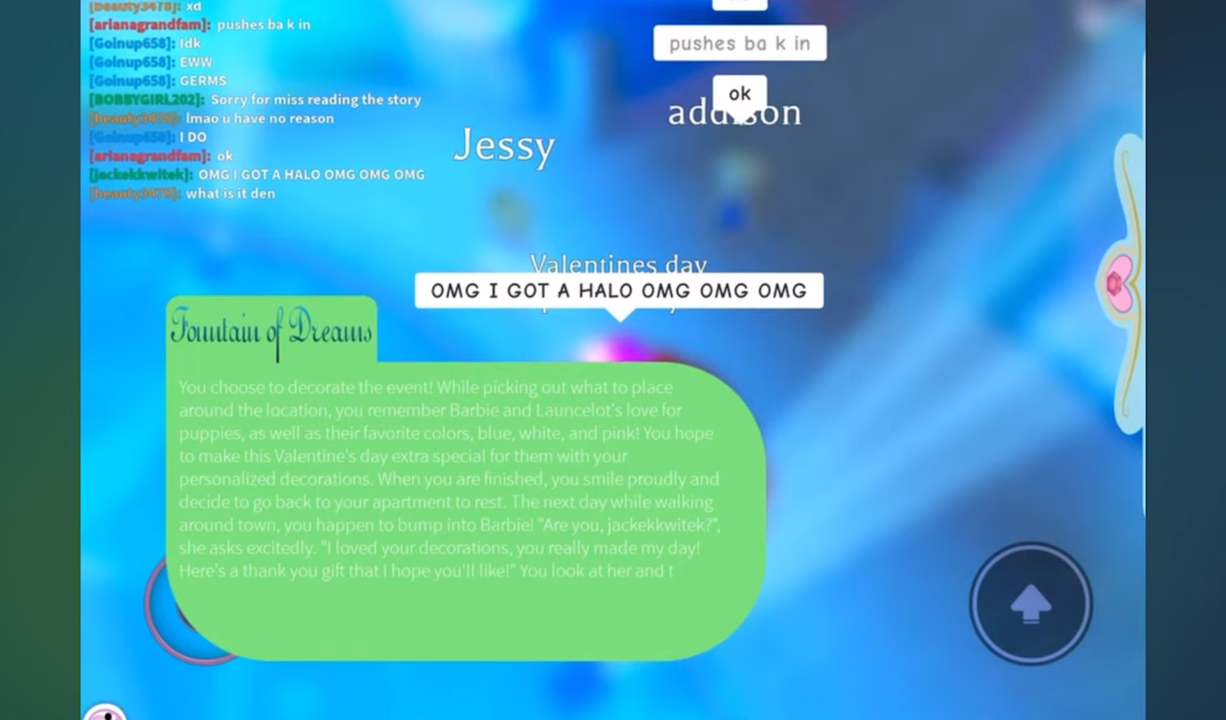 [beauty3478]: xd
[arianagrandfam]: pushes ba k in
[Goinup658]: Idk
[Goinup658]: EWW
[Goinup658]: GERMS
[BOBBYGIRL202]: Sorry for miss reading the story
[beauty3478]: lmao u have no reason
[Goinup658]: I DO
[arianagrandfam]: ok
[jackekkwitek]: OMG I GOT A HALO OMG OMG OMG
[beauty3478]: what is it den
pushes ba k in
ok
addison
Jessy
Valentines day
OMG I GOT A HALO OMG OMG OMG
Fountain of Dreams
You choose to decorate the event! While picking out what to place
around the location, you remember Barbie and Launcelot's love for
puppies, as well as their favorite colors, blue, white, and pink! You hope
to make this Valentine's day extra special for them with your
personalized decorations. When you are finished, you smile proudly and
decide to go back to your apartment to rest. The next day while walking
around town, you happen to bump into Barbie! "Are you, jackekkwitek?",
she asks excitedly. "I loved your decorations, you really made my day!
Here's a thank you gift that I hope you'll like!" You look at her and t